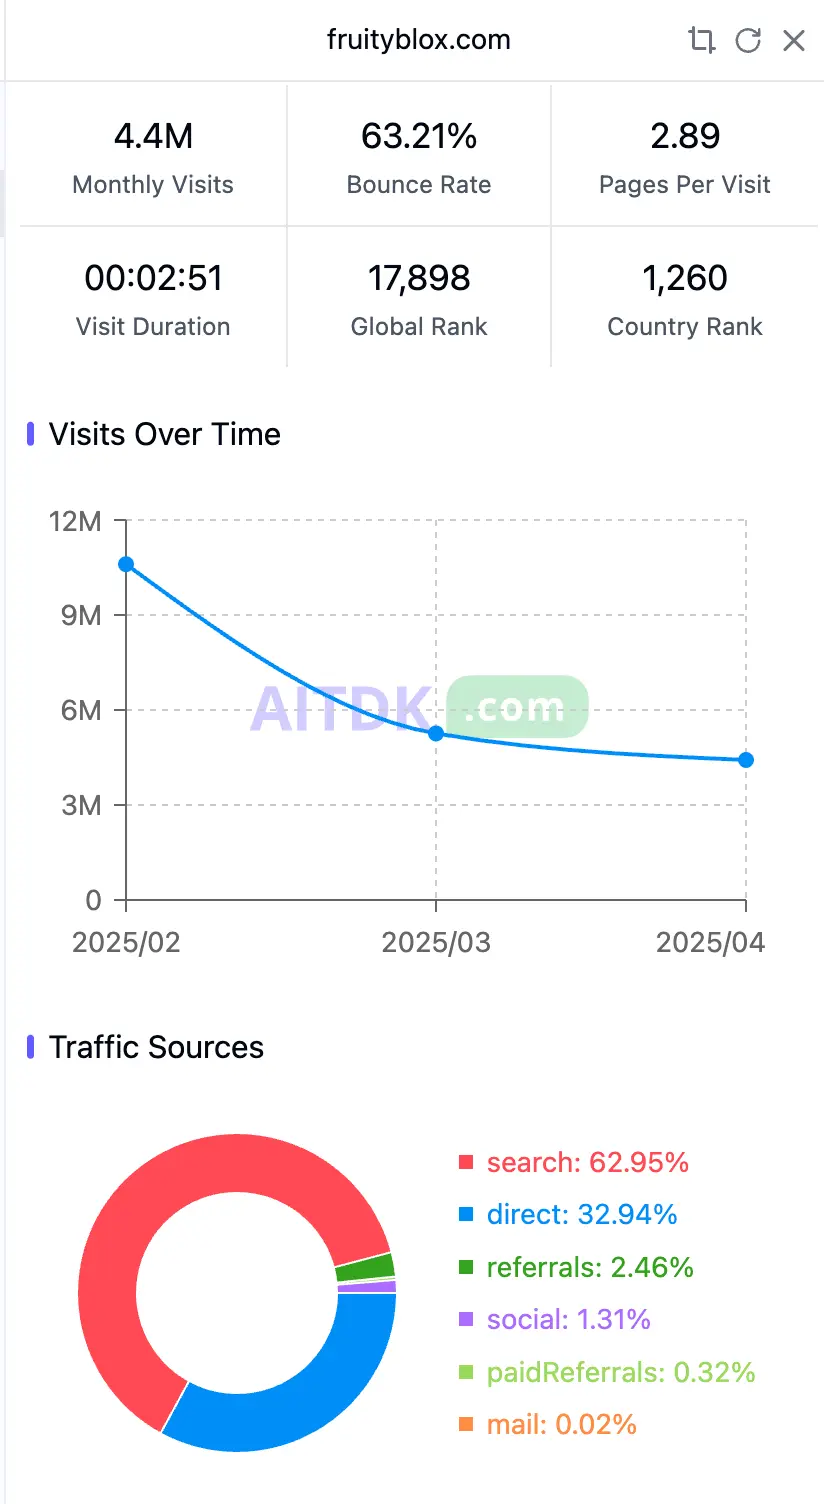 fruityblox.com
4.4M
63.21%
2.89
Monthly Visits
Bounce Rate
Pages Per Visit
00:02:51
17,898
1,260
Visit Duration
Global Rank
Country Rank
Visits Over Time
12M
9M
6M
3M
0
AITDK .com
2025/02
2025/03
2025/04
Traffic Sources
search: 62.95%
direct: 32.94%
referrals: 2.46%
social: 1.31%
paidReferrals: 0.32%
mail: 0.02%